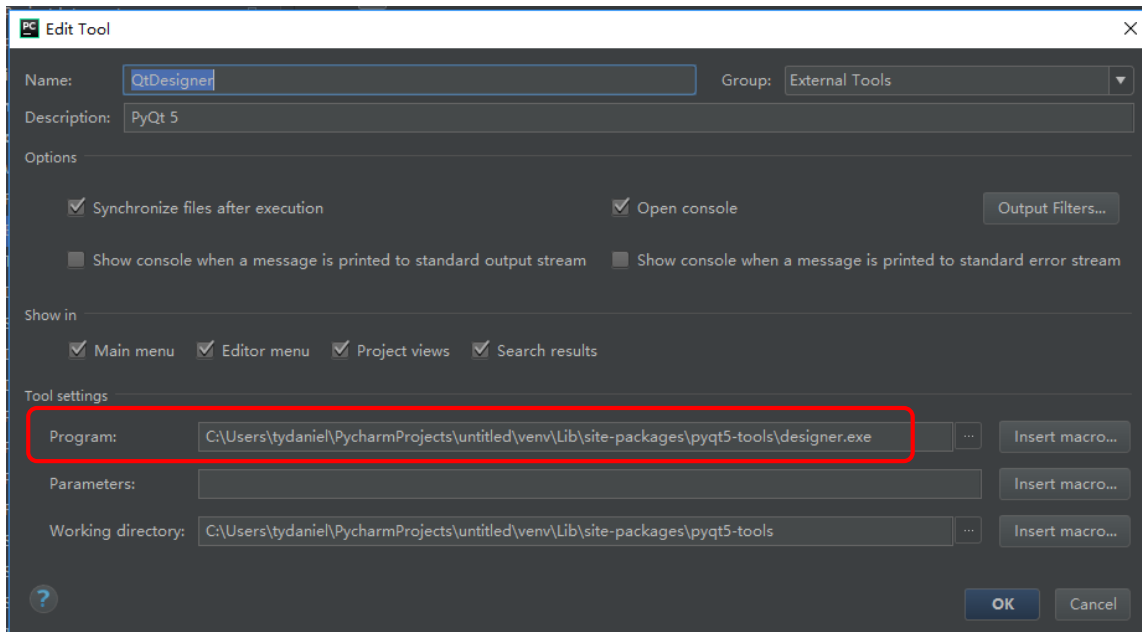 PC Edit Tool
Name: QtDesigner Group: External Tools
Description: PyQt 5
Options
Synchronize files after execution Open console Output Filters...
Show console when a message is printed to standard output stream Show console when a message is printed to standard error stream
Show in
Main menu Editor menu Project views Search results
Tool settings
Program: C:\Users\tydaniel\PycharmProjects\untitled\venv\Lib\site-packages\pyqt5-tools\designer.exe ... Insert macro...
Parameters: Insert macro...
Working directory: C:\Users\tydaniel\PycharmProjects\untitled\venv\Lib\site-packages\pyqt5-tools ... Insert macro...
? OK Cancel